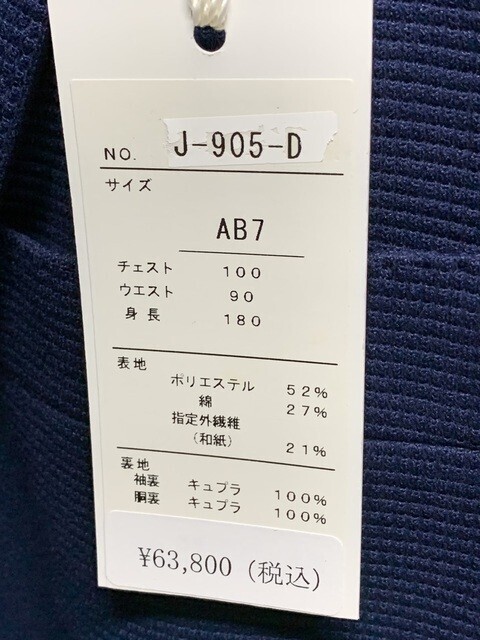 NO. J-905-D
サイズ
AB7
チェスト 100
ウエスト 90
身長 180
表地
ポリエステル 52%
綿 27%
指定外繊維
(和紙) 21%
裏地
袖裏 キュプラ 100%
胴裏 キュプラ 100%
¥63,800 (税込)